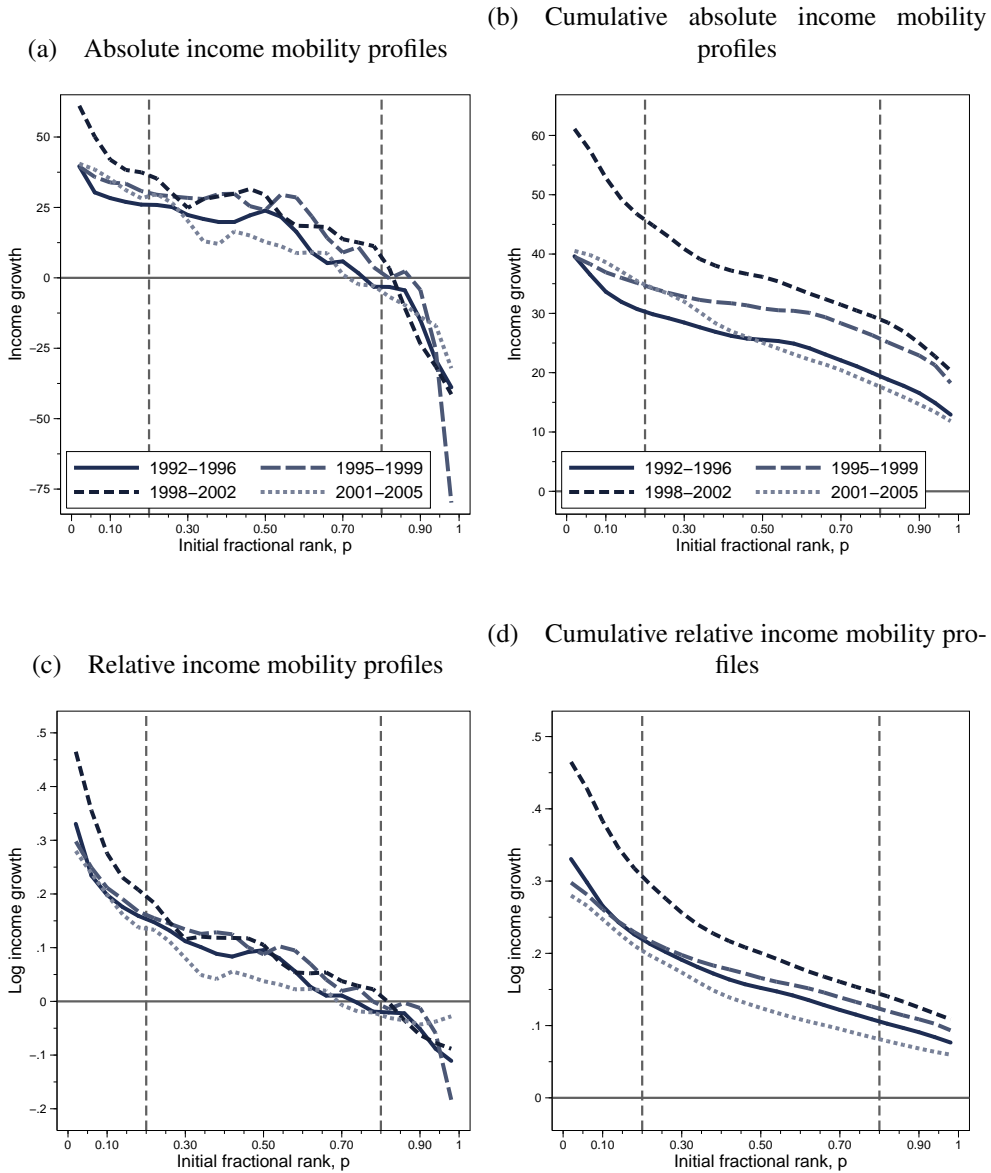 (a) Absolute income mobility profiles
50
25
0
−25
−50
−75
Income growth
1992−1996
1995−1999
1998−2002
2001−2005
0 0.10 0.30 0.50 0.70 0.90 1
Initial fractional rank, p
(b) Cumulative absolute income mobility
profiles
60
50
40
30
20
10
0
Income growth
1992−1996
1995−1999
1998−2002
2001−2005
0 0.10 0.30 0.50 0.70 0.90 1
Initial fractional rank, p
(c) Relative income mobility profiles
.5
.4
.3
.2
.1
0
−.1
−.2
Log income growth
0 0.10 0.30 0.50 0.70 0.90 1
Initial fractional rank, p
(d) Cumulative relative income mobility pro-
files
.5
.4
.3
.2
.1
0
Log income growth
0 0.10 0.30 0.50 0.70 0.90 1
Initial fractional rank, p